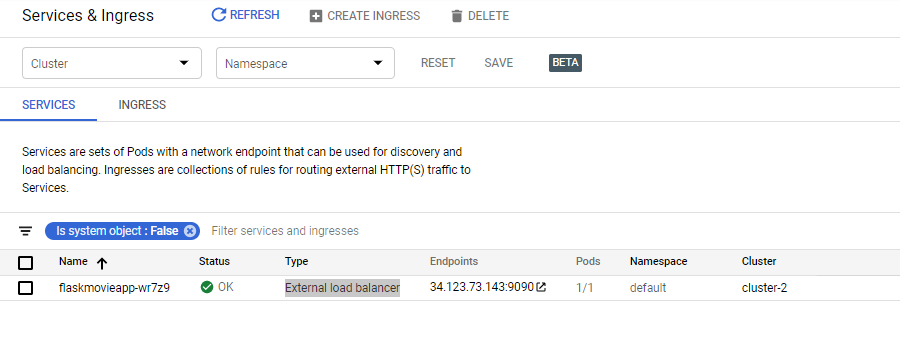 Services & Ingress REFRESH CREATE INGRESS DELETE
Cluster Namespace RESET SAVE BETA
SERVICES INGRESS
Services are sets of Pods with a network endpoint that can be used for discovery and
load balancing. Ingresses are collections of rules for routing external HTTP(S) traffic to
Services.
Is system object : False Filter services and ingresses
Name Status Type Endpoints Pods Namespace Cluster
flaskmovieapp-wr7z9 OK External load balancer 34.123.73.143:9090 1/1 default cluster-2